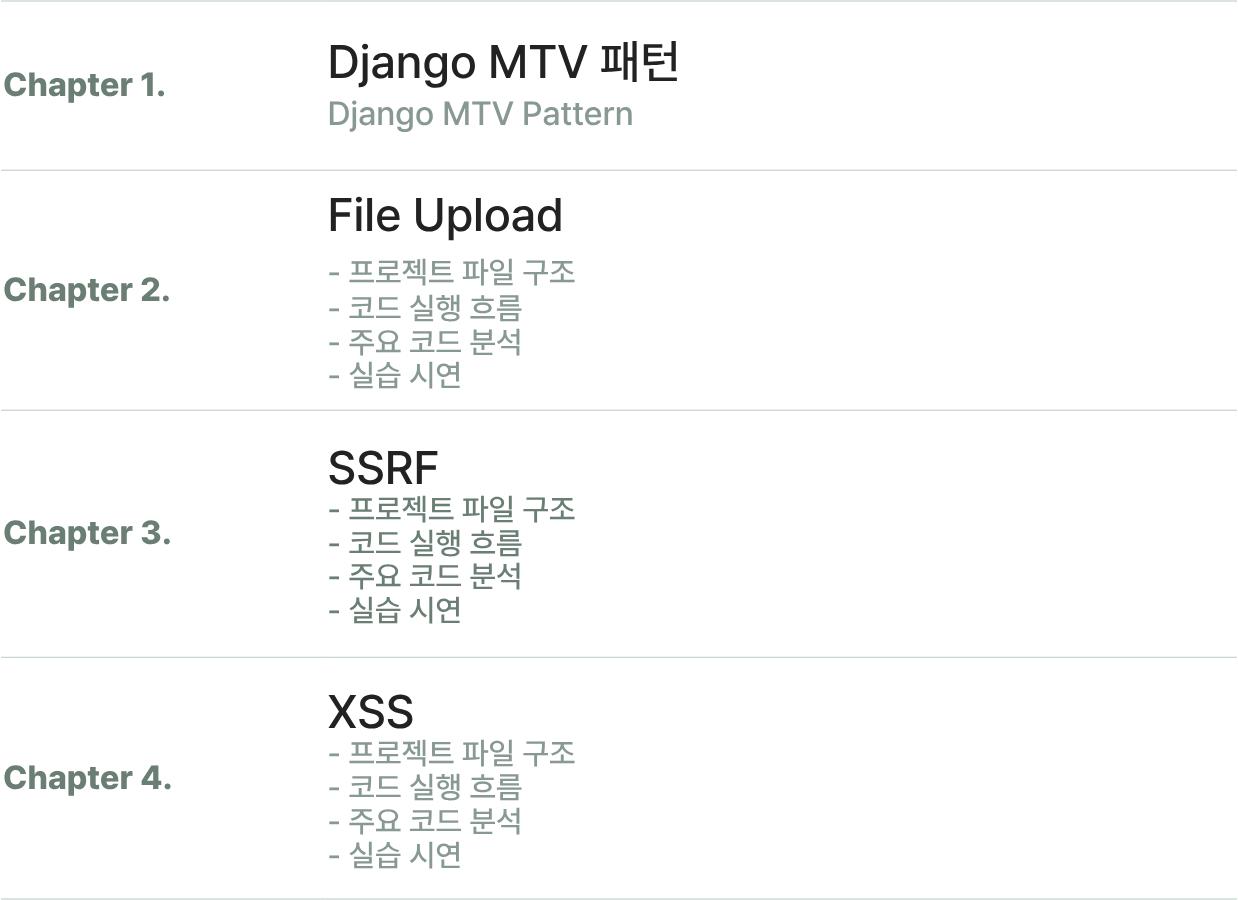 Chapter 1.
Django MTV 패턴
Django MTV Pattern
Chapter 2.
File Upload
- 프로젝트 파일 구조
- 코드 실행 흐름
- 주요 코드 분석
- 실습 시연
Chapter 3.
SSRF
- 프로젝트 파일 구조
- 코드 실행 흐름
- 주요 코드 분석
- 실습 시연
Chapter 4.
XSS
- 프로젝트 파일 구조
- 코드 실행 흐름
- 주요 코드 분석
- 실습 시연